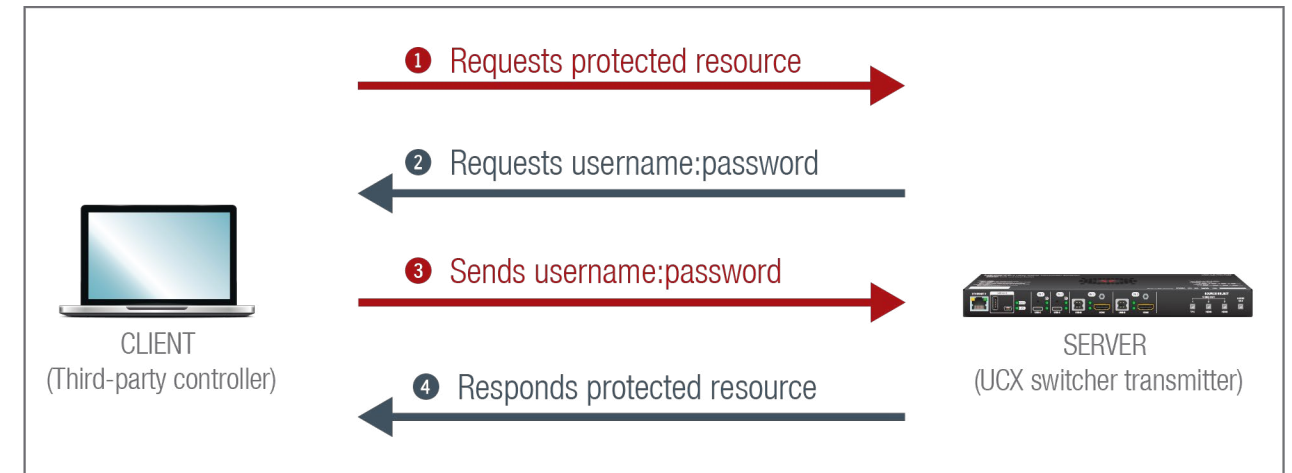 1 Requests protected resource
2 Requests username:password
3 Sends username:password
CLIENT
(Third-party controller)
SERVER
(UCX switcher transmitter)
4 Responds protected resource